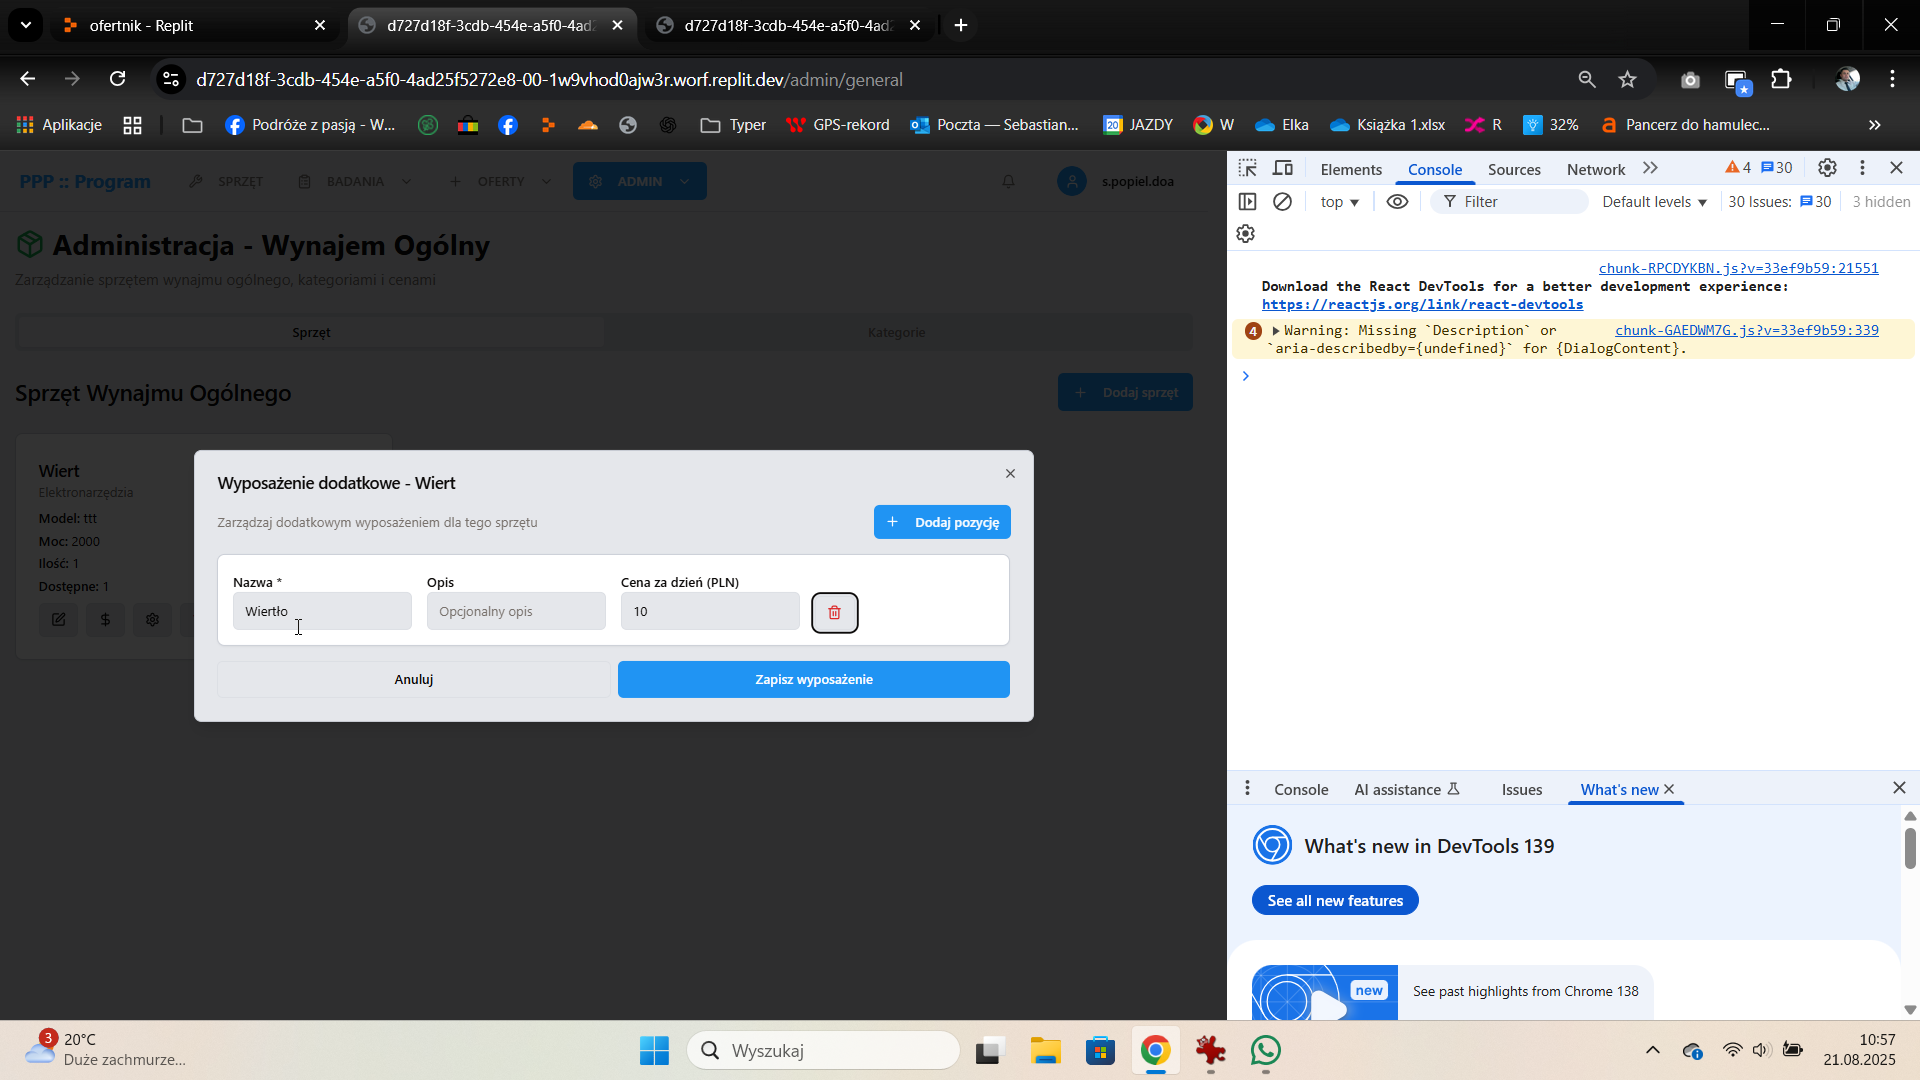 ofertnik - Replit
d727d18f-3cdb-454e-a5f0-4ad2
d727d18f-3cdb-454e-a5f0-4ad2
d727d18f-3cdb-454e-a5f0-4ad25f5272e8-00-1w9vhod0ajw3r.worf.replit.dev/admin/general
Aplikacje
Podróże z pasją - W...
Typer
GPS-rekord
Poczta — Sebastian...
20 JAZDY
W
Elka
Książka 1.xlsx
R
32%
Pancerz do hamulec...
PPP :: Program
SPRZĘT
BADANIA
OFERTY
ADMIN
s.popiel.doa
Administracja - Wynajem Ogólny
Zarządzanie sprzętem wynajmu ogólnego, kategoriami i cenami
Sprzęt
Kategorie
Sprzęt Wynajmu Ogólnego
Dodaj sprzęt
Wiert
Elektronarzędzia
Model: ttt
Moc: 2000
Ilość: 1
Dostępne: 1
Wyposażenie dodatkowe - Wiert
Zarządzaj dodatkowym wyposażeniem dla tego sprzętu
Dodaj pozycję
Nazwa *
Opis
Cena za dzień (PLN)
Wiertło
Opcjonalny opis
10
Anuluj
Zapisz wyposażenie
Elements
Console
Sources
Network
4
30
top
Filter
Default levels
30 Issues: 30
3 hidden
chunk-RPCDYKBN.js?v=33ef9b59:21551
Download the React DevTools for a better development experience:
https://reactjs.org/link/react-devtools
4 Warning: Missing `Description` or chunk-GAEDWM7G.js?v=33ef9b59:339
`aria-describedby={undefined}` for {DialogContent}.
Console
AI assistance
Issues
What's new
What's new in DevTools 139
See all new features
new
See past highlights from Chrome 138
3
20°C
Duże zachmurze...
Wyszukaj
10:57
21.08.2025